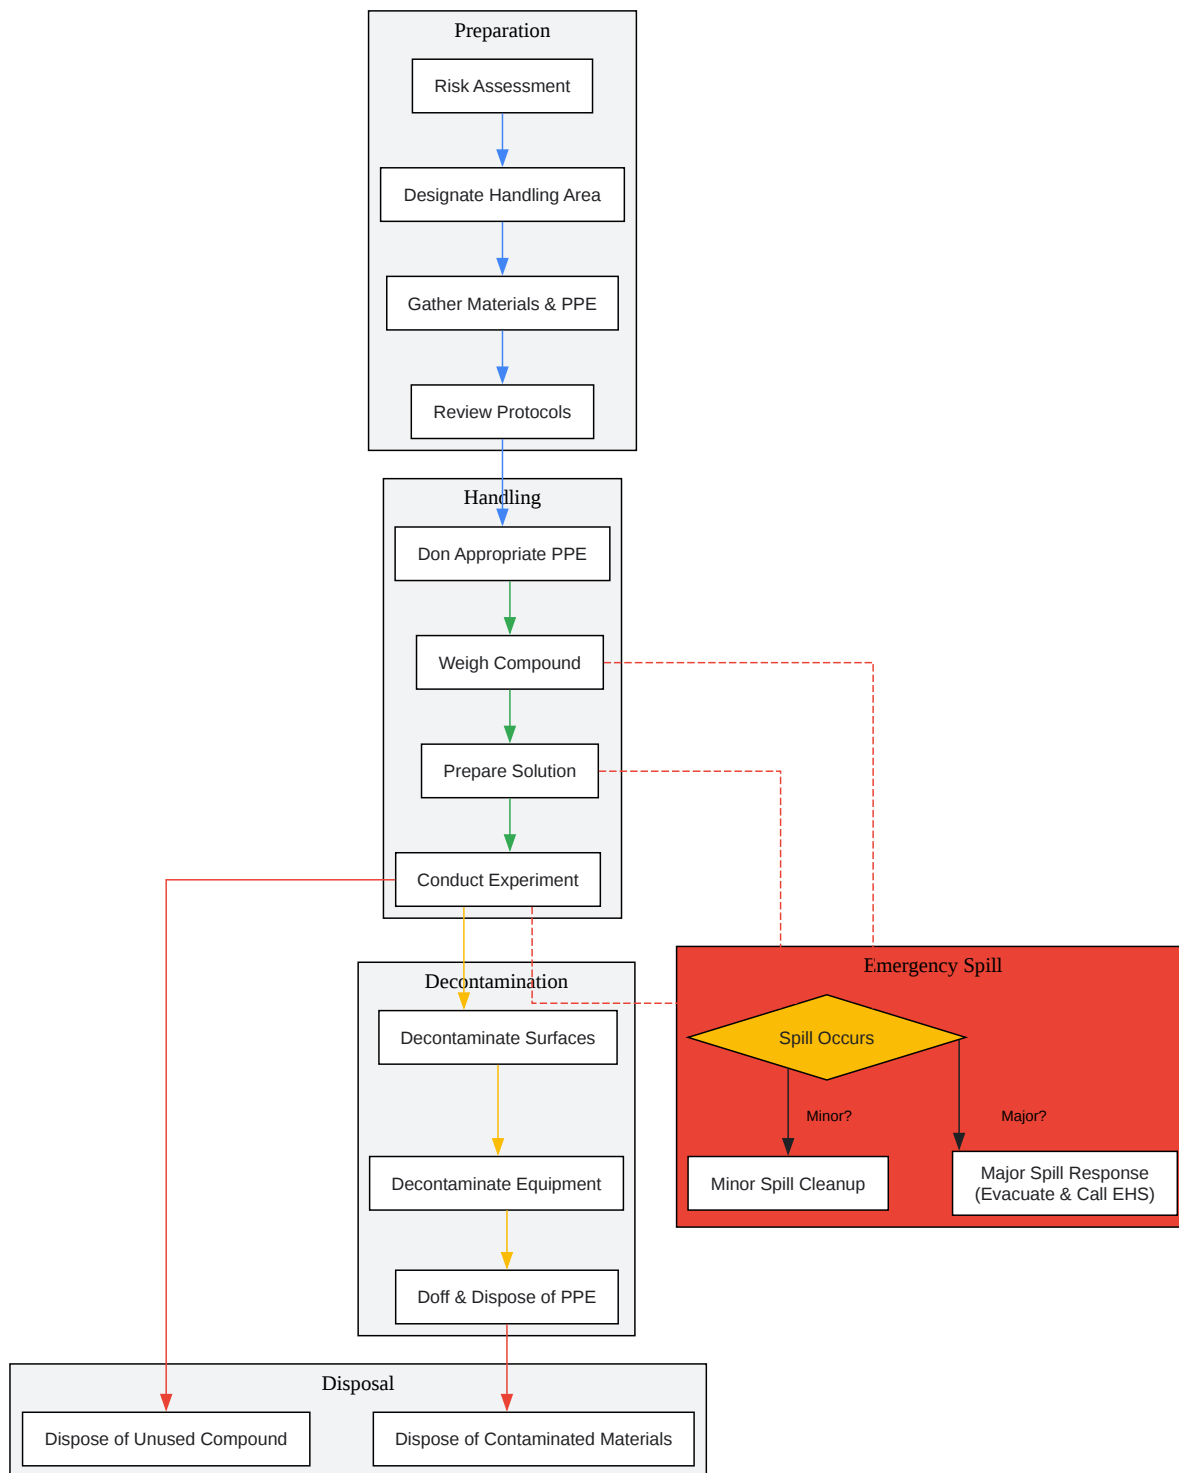 Preparation
Risk Assessment
Designate Handling Area
Gather Materials & PPE
Review Protocols
Handling
Don Appropriate PPE
Weigh Compound
Prepare Solution
Conduct Experiment
Decontamination
Decontaminate Surfaces
Decontaminate Equipment
Doff & Dispose of PPE
Emergency Spill
Spill Occurs
Minor?
Major?
Minor Spill Cleanup
Major Spill Response
(Evacuate & Call EHS)
Disposal
Dispose of Unused Compound
Dispose of Contaminated Materials